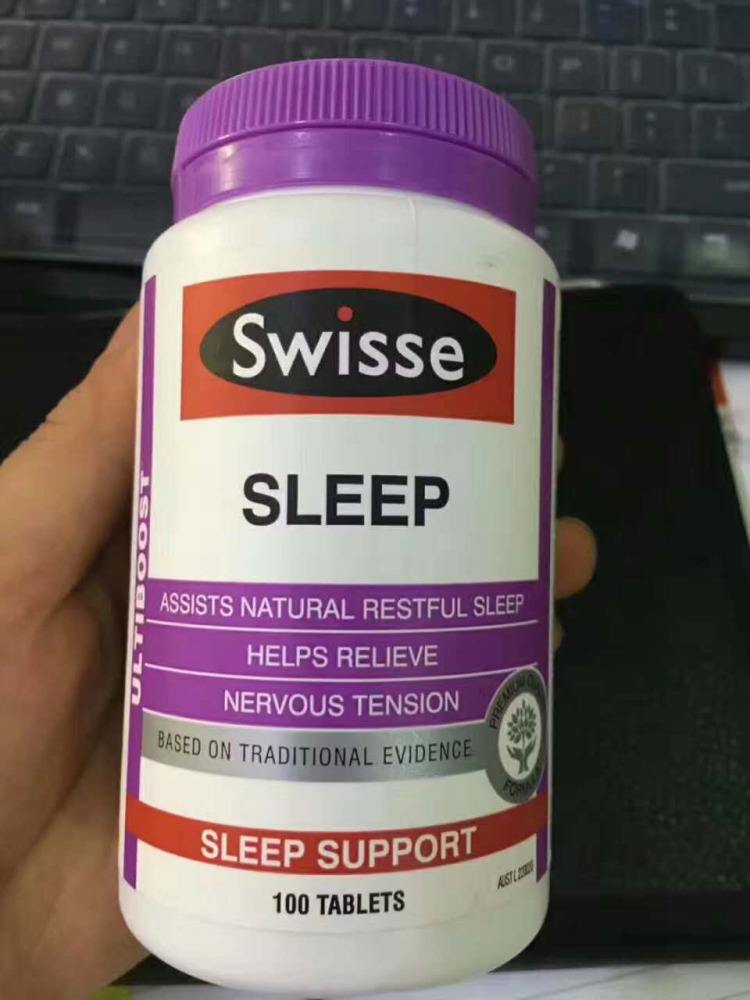 Swisse
SLEEP
ULTIBOOST
ASSISTS NATURAL RESTFUL SLEEP
HELPS RELIEVE
NERVOUS TENSION
BASED ON TRADITIONAL EVIDENCE
PREMIUM
SLEEP SUPPORT
100 TABLETS
AUST L